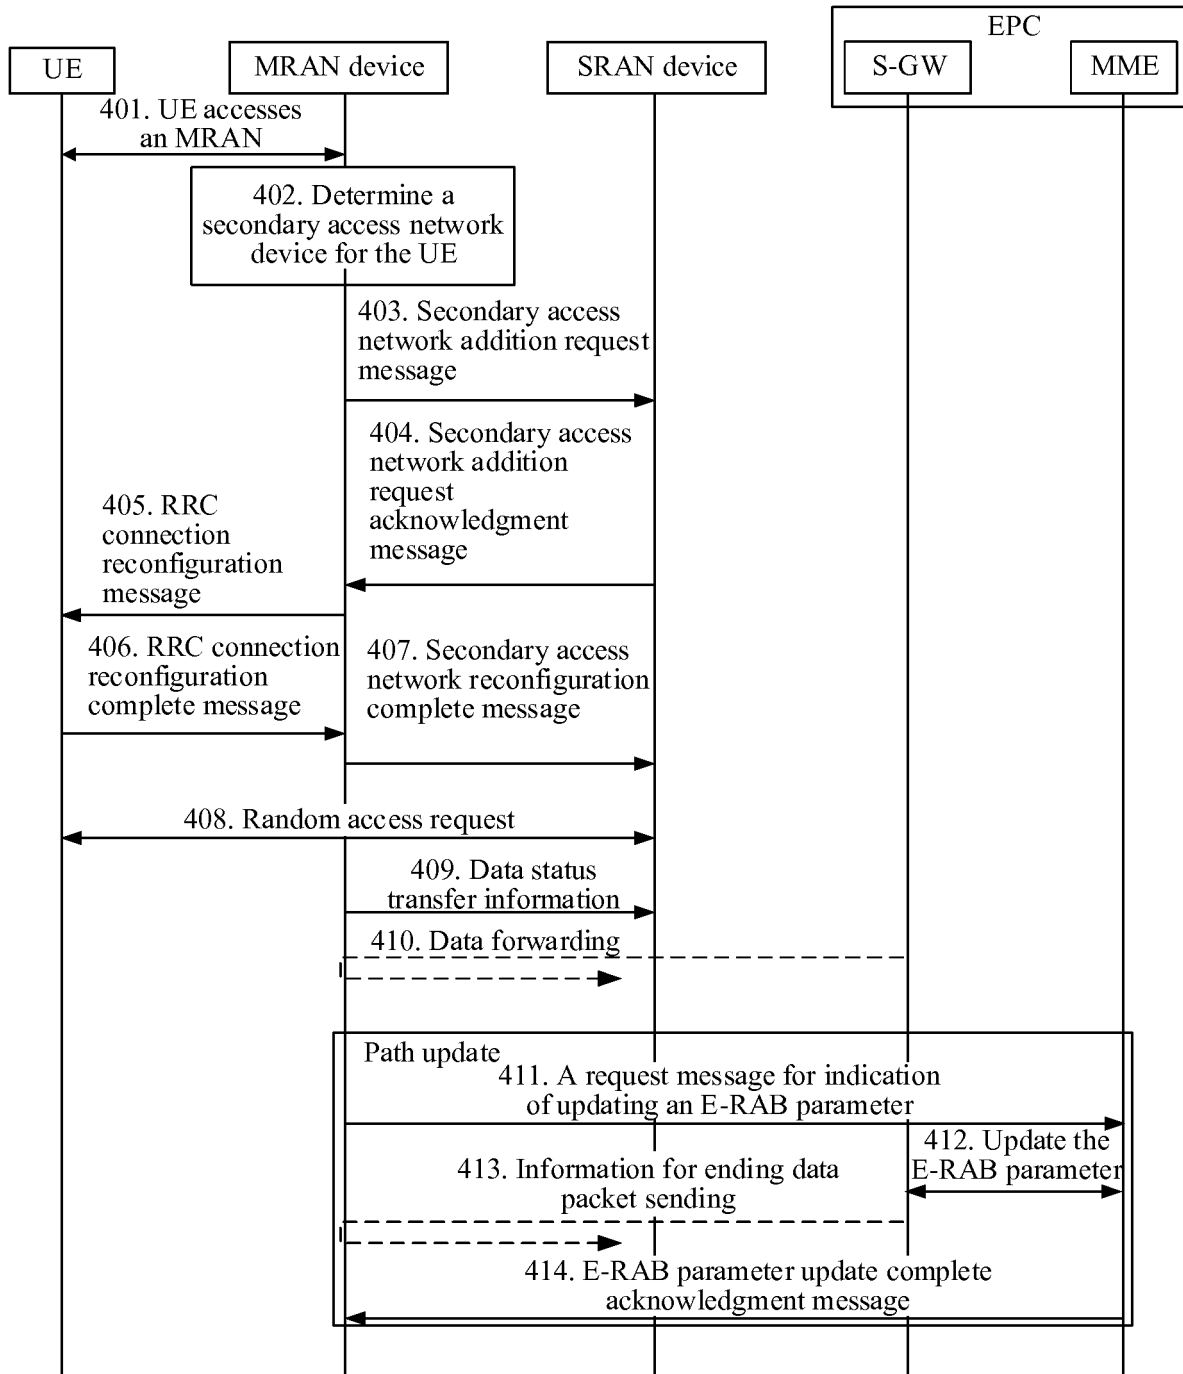 EPC
UE
MRAN device
SRAN device
S-GW
MME
401. UE accesses
an MRAN
402. Determine a
secondary access network
device for the UE
403. Secondary access
network addition request
message
404. Secondary access
network addition
request
acknowledgment
message
405. RRC
connection
reconfiguration
message
406. RRC connection
reconfiguration
complete message
407. Secondary access
network reconfiguration
complete message
408. Random access request
409. Data status
transfer information
410. Data forwarding
Path update
411. A request message for indication
of updating an E-RAB parameter
412. Update the
E-RAB parameter
413. Information for ending data
packet sending
414. E-RAB parameter update complete
acknowledgment message